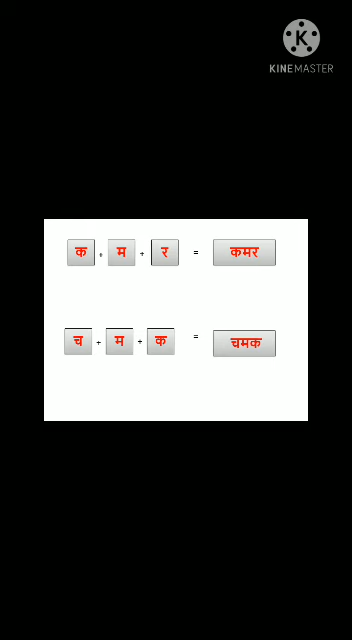 K
KINEMASTER
क + म + र = कमर
च + म + क = चमक